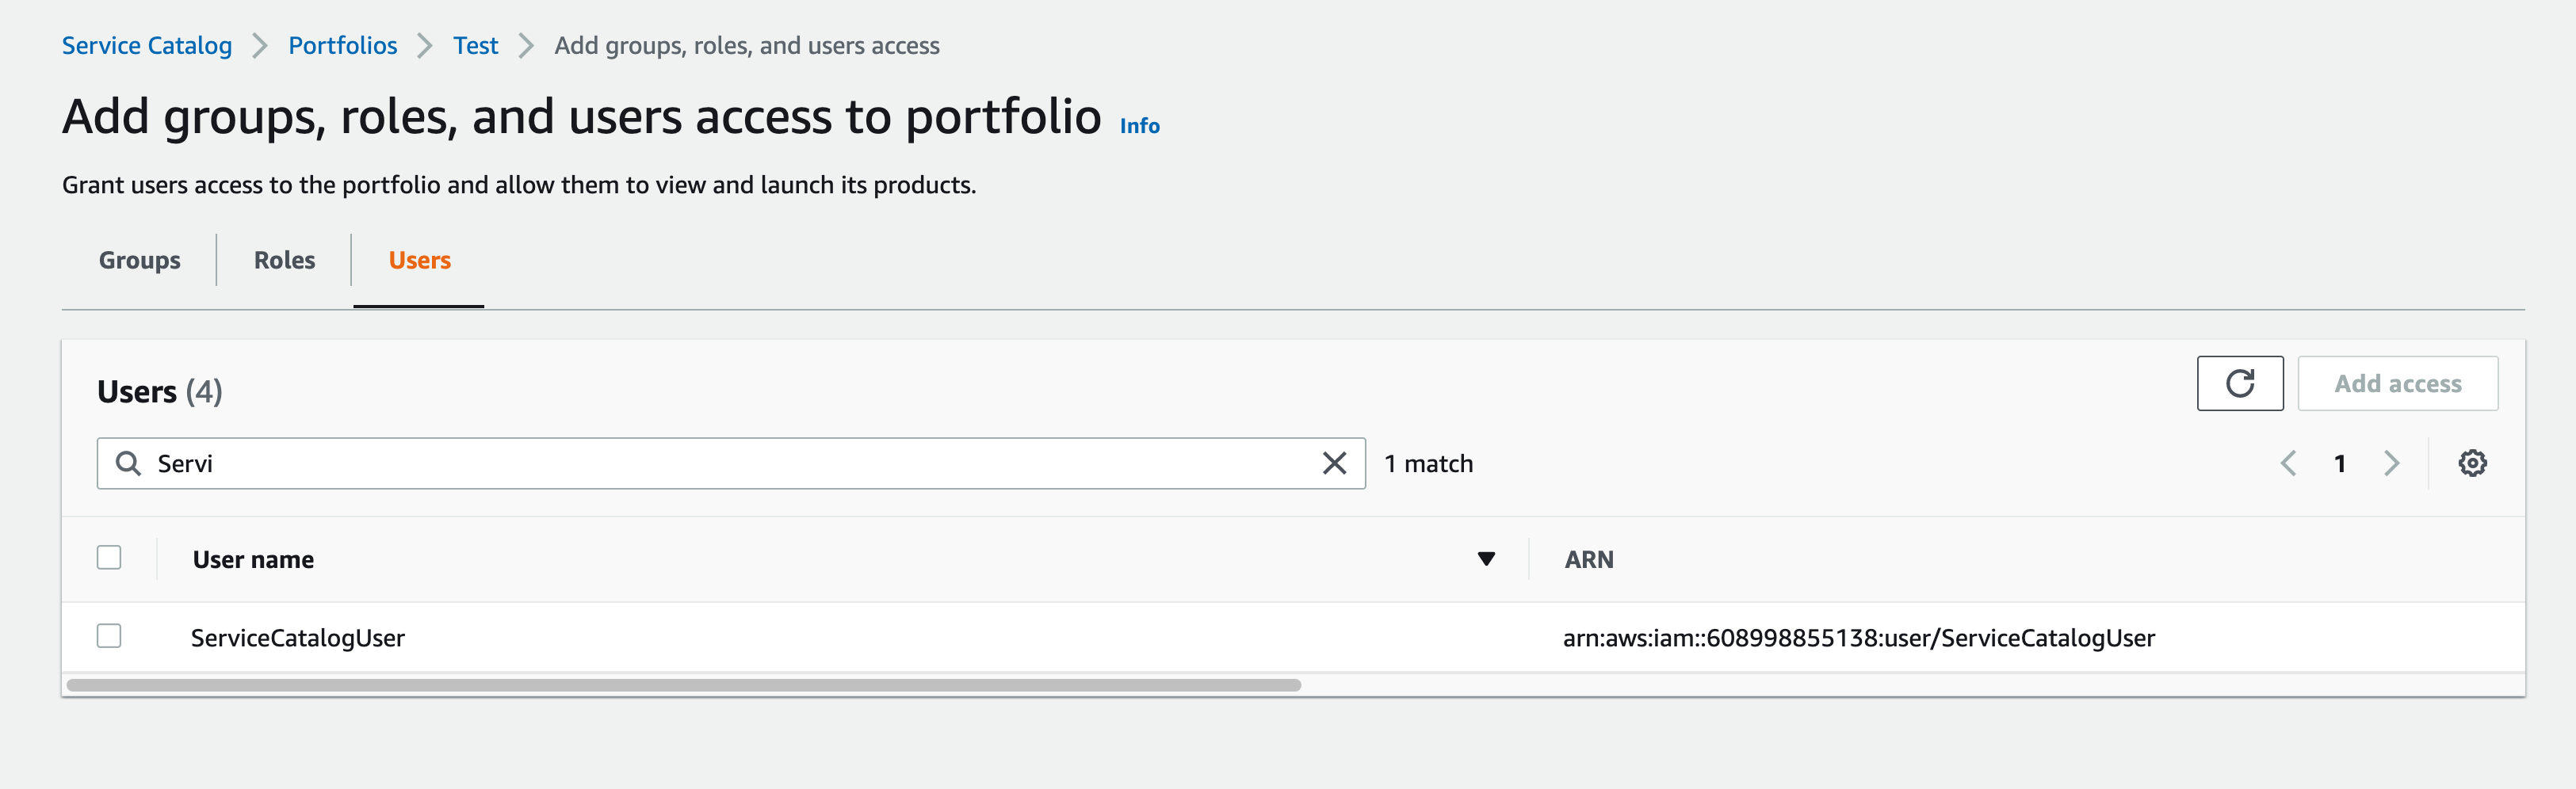 Service Catalog > Portfolios > Test > Add groups, roles, and users access
Add groups, roles, and users access to portfolio Info
Grant users access to the portfolio and allow them to view and launch its products.
Groups Roles Users
Users (4) Add access
Servi 1 match 1
User name ARN
ServiceCatalogUser arn:aws:iam::608998855138:user/ServiceCatalogUser